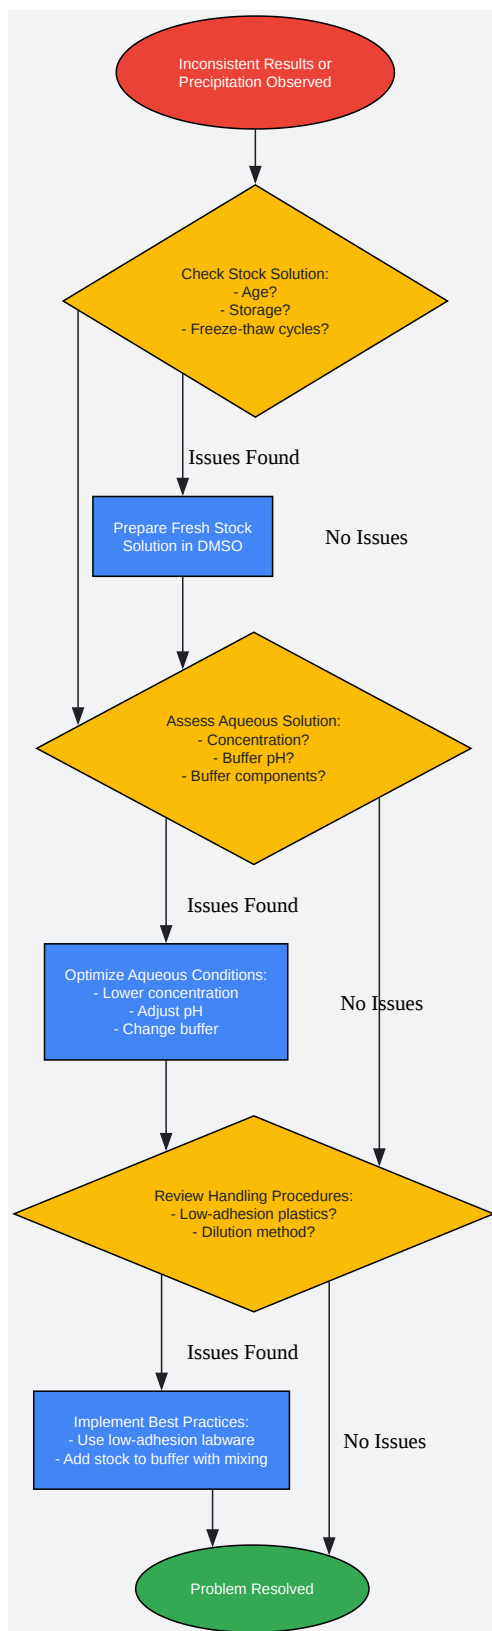 Inconsistent Results or
Precipitation Observed
Check Stock Solution:
- Age?
- Storage?
- Freeze-thaw cycles?
Issues Found
Prepare Fresh Stock
Solution in DMSO
No Issues
Assess Aqueous Solution:
- Concentration?
- Buffer pH?
- Buffer components?
Issues Found
Optimize Aqueous Conditions:
- Lower concentration
- Adjust pH
- Change buffer
No Issues
Review Handling Procedures:
- Low-adhesion plastics?
- Dilution method?
Issues Found
Implement Best Practices:
- Use low-adhesion labware
- Add stock to buffer with mixing
No Issues
Problem Resolved